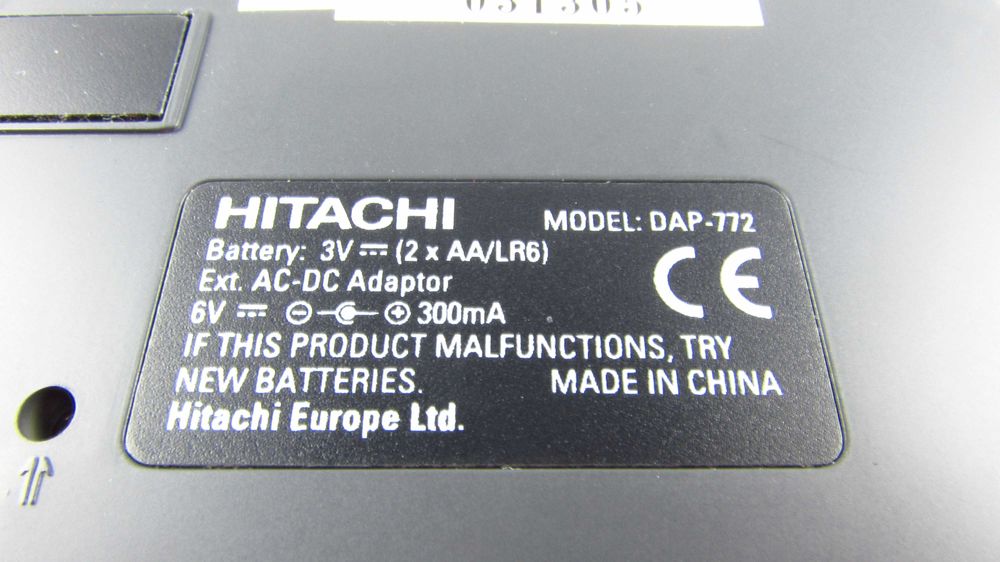 HITACHI MODEL: DAP-772
Battery: 3V ⎓ (2 x AA/LR6)
Ext. AC-DC Adaptor CE
6V ⎓ ⊖-⊕ 300mA
IF THIS PRODUCT MALFUNCTIONS, TRY
NEW BATTERIES. MADE IN CHINA
Hitachi Europe Ltd.